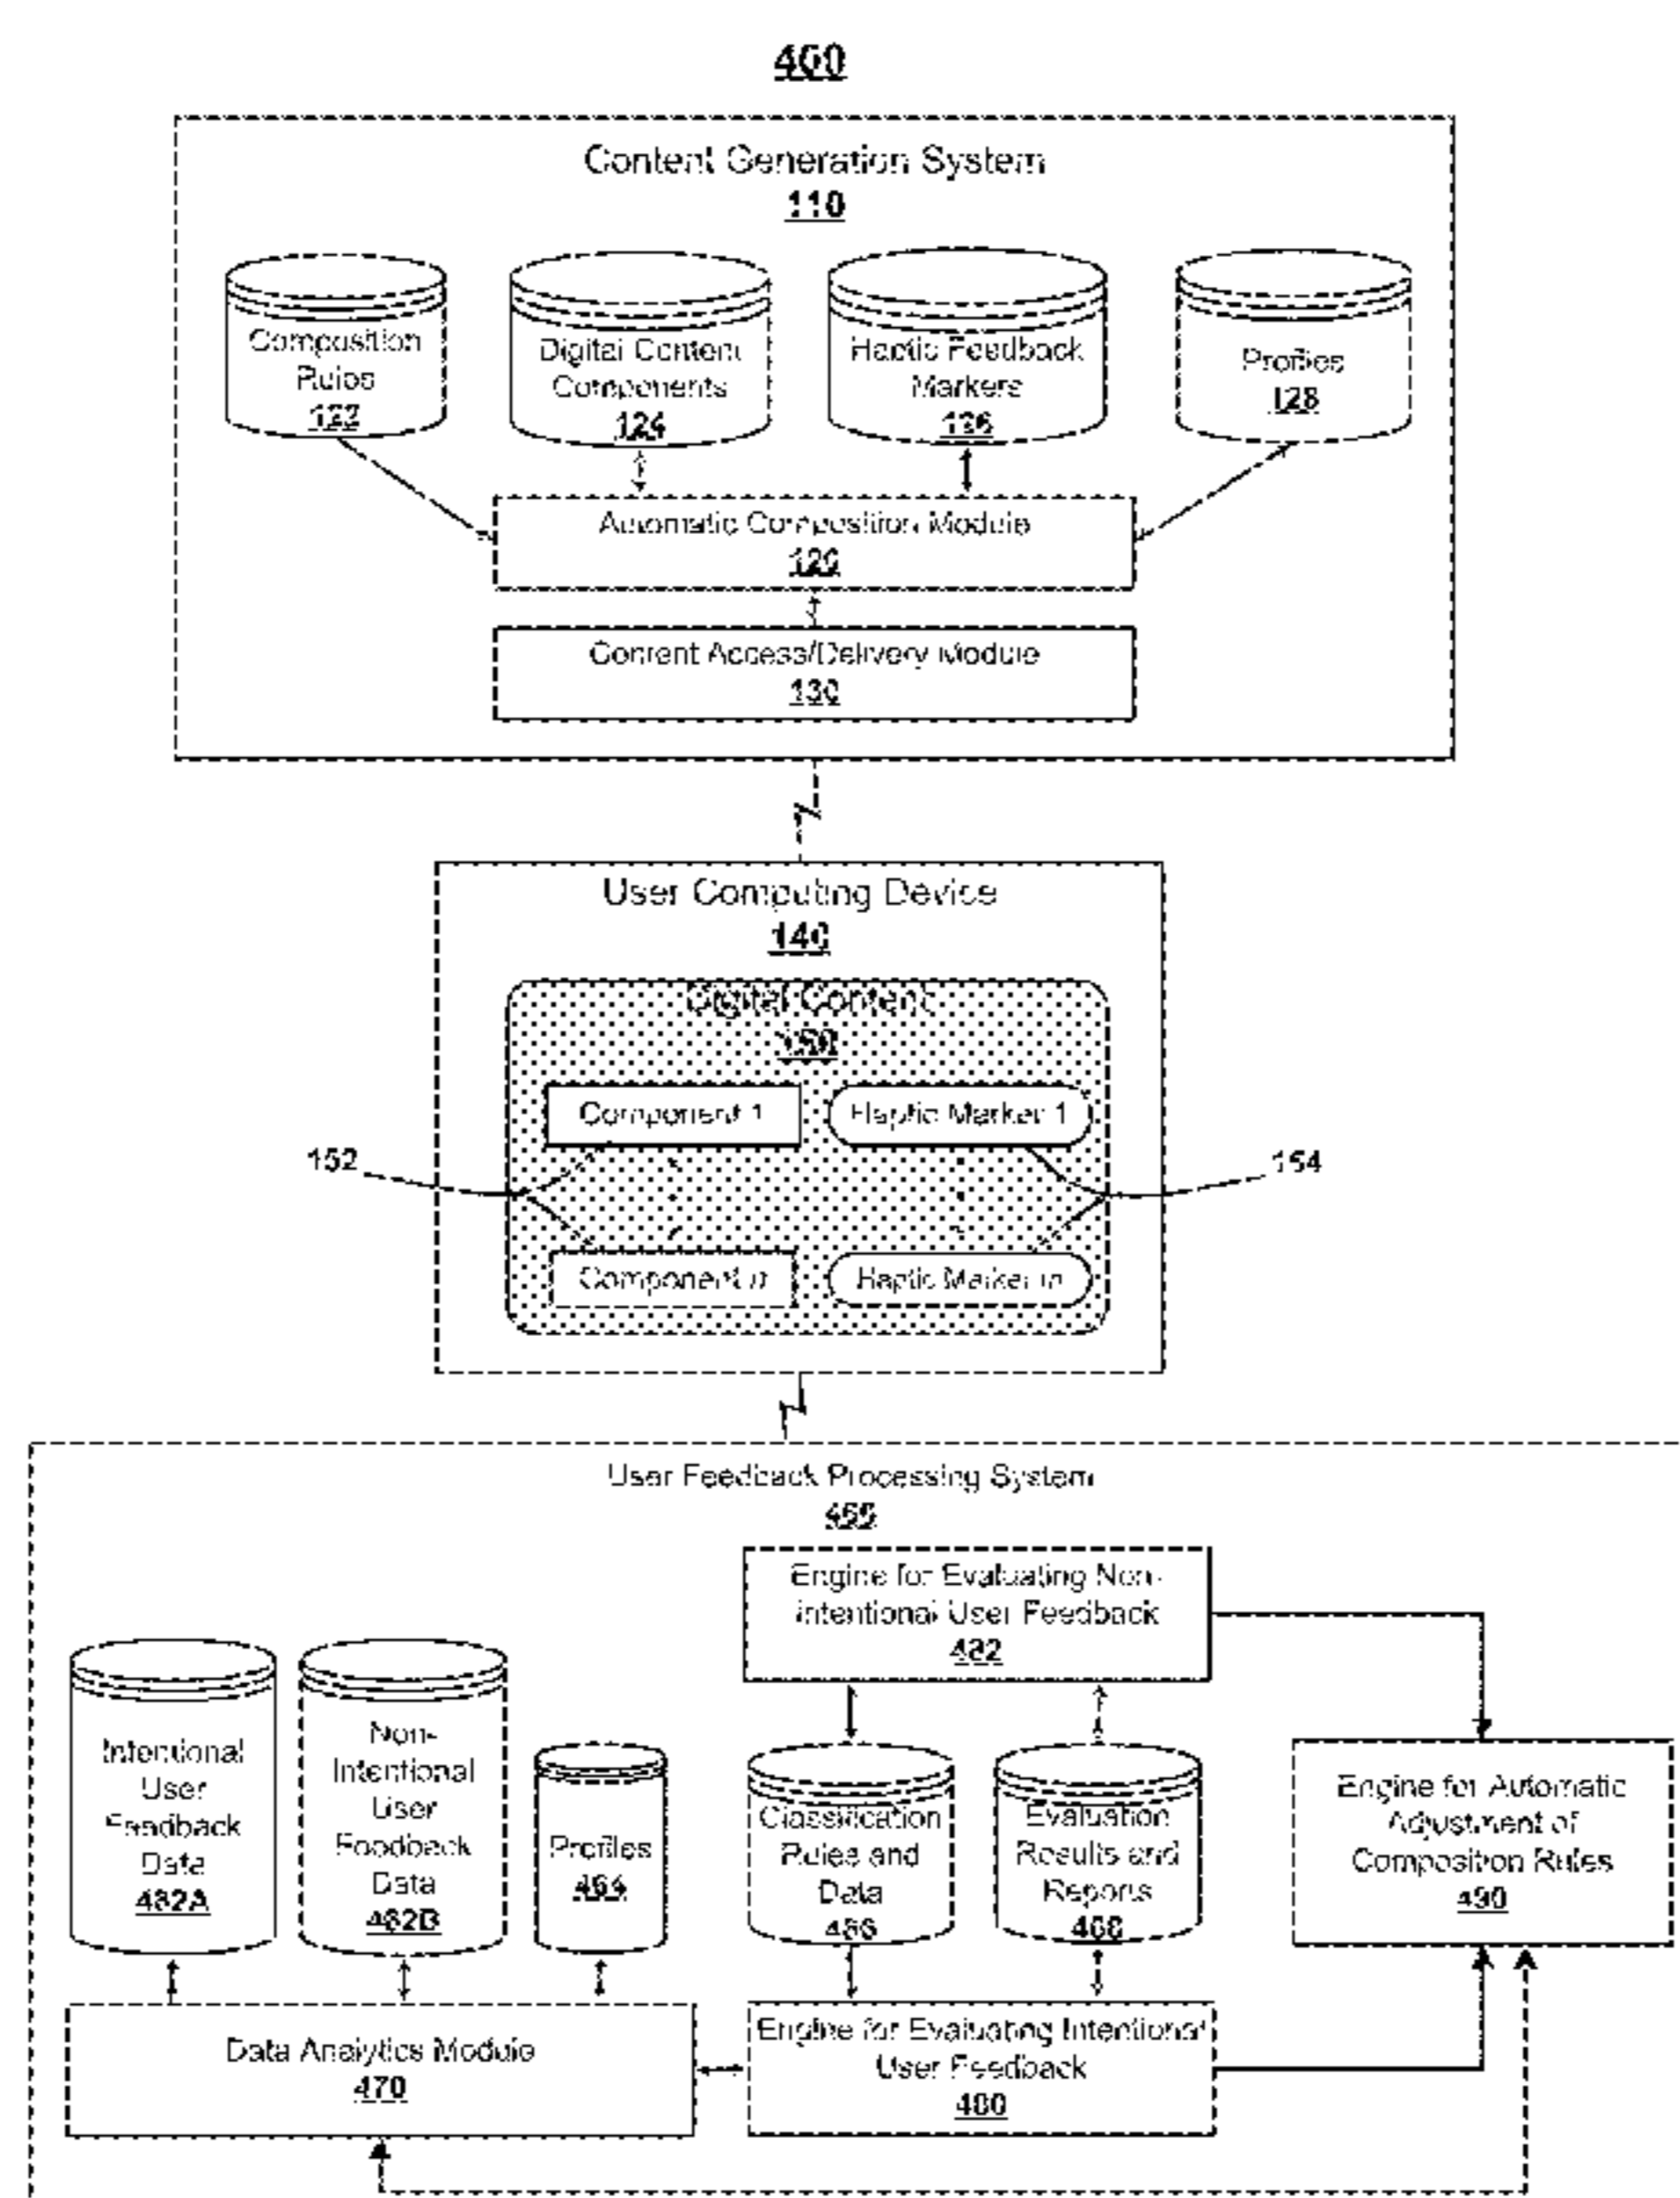 400
Content Generation System
110
Composition
Rules
122
Digital Content
Components
124
Haptic Feedback
Markers
126
Profiles
128
Automatic Composition Module
120
Content Access/Delivery Module
130
User Computing Device
140
Digital Content
150
Component 1
Haptic Marker 1
152
154
Component n
Haptic Marker m
User Feedback Processing System
Engine for Evaluating Non-
intentional User Feedback
482
Intentional
User
Feedback
Data
462A
Non-
Intentional
User
Feedback
Data
462B
Profiles
464
Classification
Rules and
Data
466
Evaluation
Results and
Reports
468
Engine for Automatic
Adjustment of
Composition Rules
490
Data Analytics Module
470
Engine for Evaluating Intentional
User Feedback
480